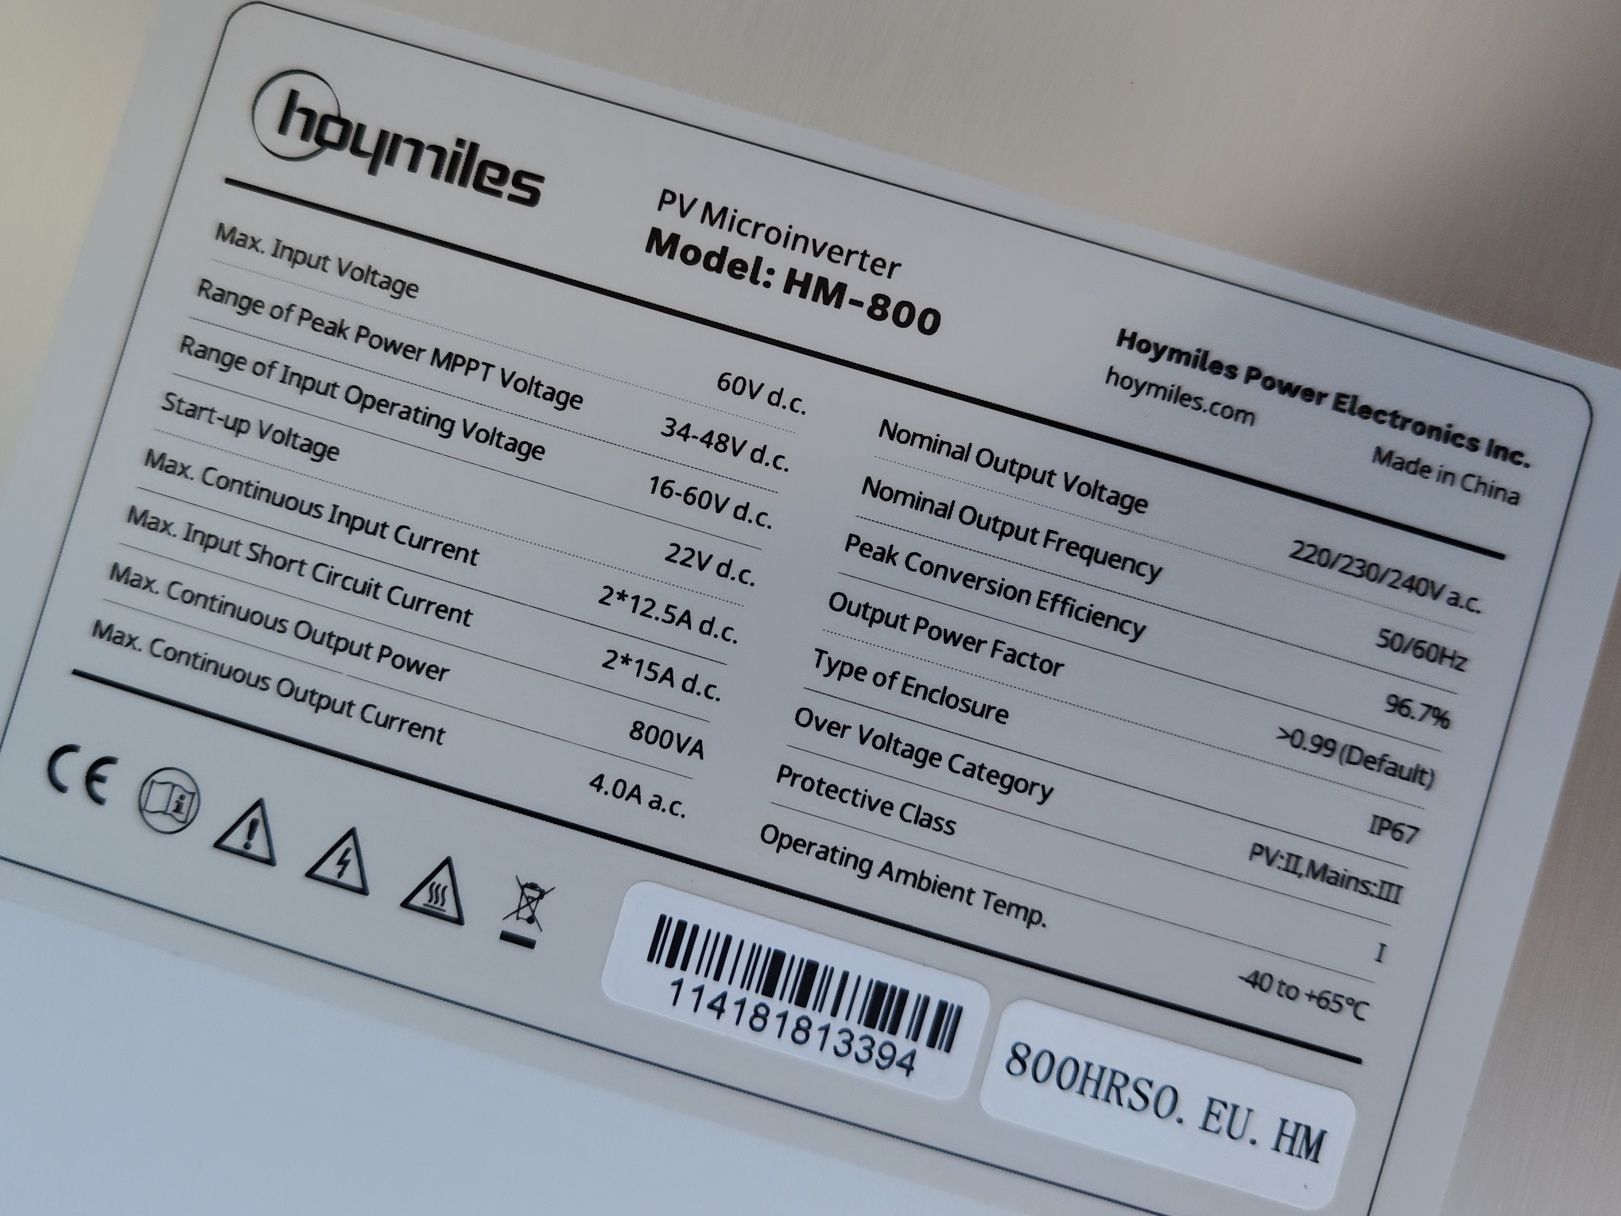 hoymiles
PV Microinverter
Model: HM-800
Hoymiles Power Electronics Inc.
hoymiles.com
Made in China
Max. Input Voltage 60V d.c.
Range of Peak Power MPPT Voltage 34-48V d.c.
Range of Input Operating Voltage 16-60V d.c.
Start-up Voltage 22V d.c.
Max. Continuous Input Current 2*12.5A d.c.
Max. Input Short Circuit Current 2*15A d.c.
Max. Continuous Output Power 800VA
Max. Continuous Output Current 4.0A a.c.
Nominal Output Voltage 220/230/240V a.c.
Nominal Output Frequency 50/60Hz
Peak Conversion Efficiency 96.7%
Output Power Factor >0.99 (Default)
Type of Enclosure IP67
Over Voltage Category PV:II,Mains:III
Protective Class I
Operating Ambient Temp. -40 to +65°C
CE
114181813394
800HRSO. EU. HM